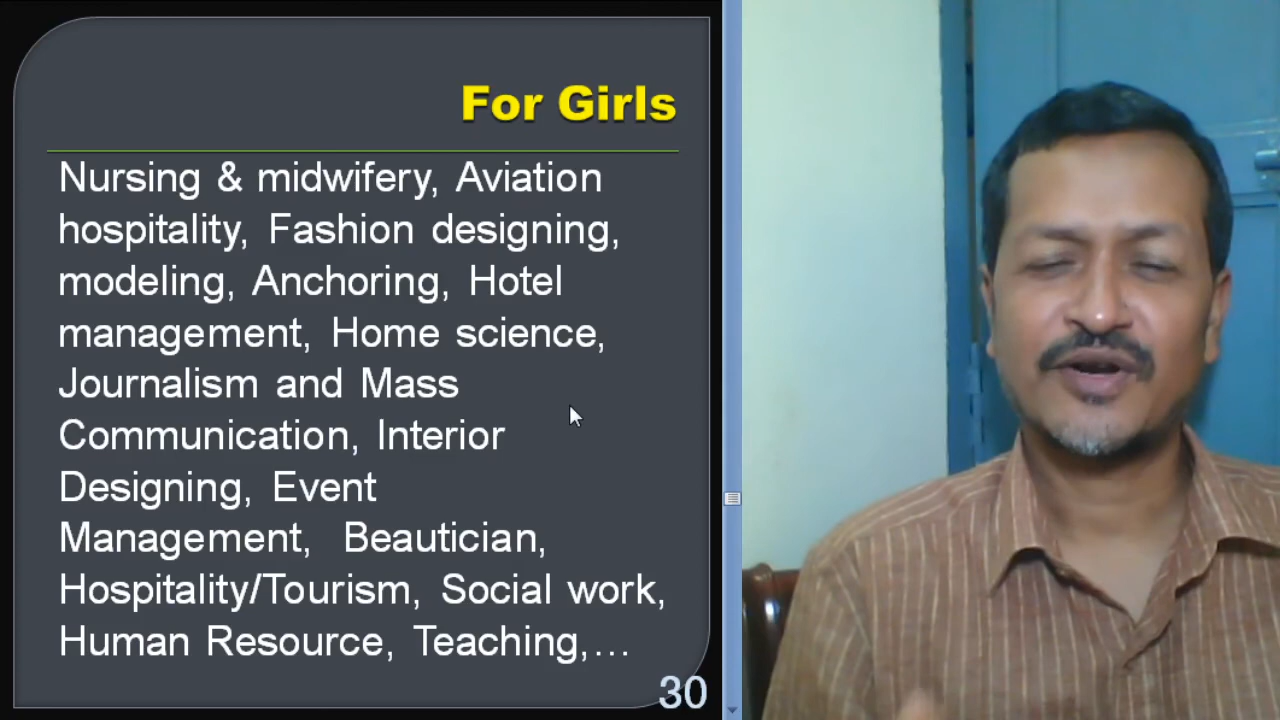 For Girls
Nursing & midwifery, Aviation
hospitality, Fashion designing,
modeling, Anchoring, Hotel
management, Home science,
Journalism and Mass
Communication, Interior
Designing, Event
Management, Beautician,
Hospitality/Tourism, Social work,
Human Resource, Teaching,…
30